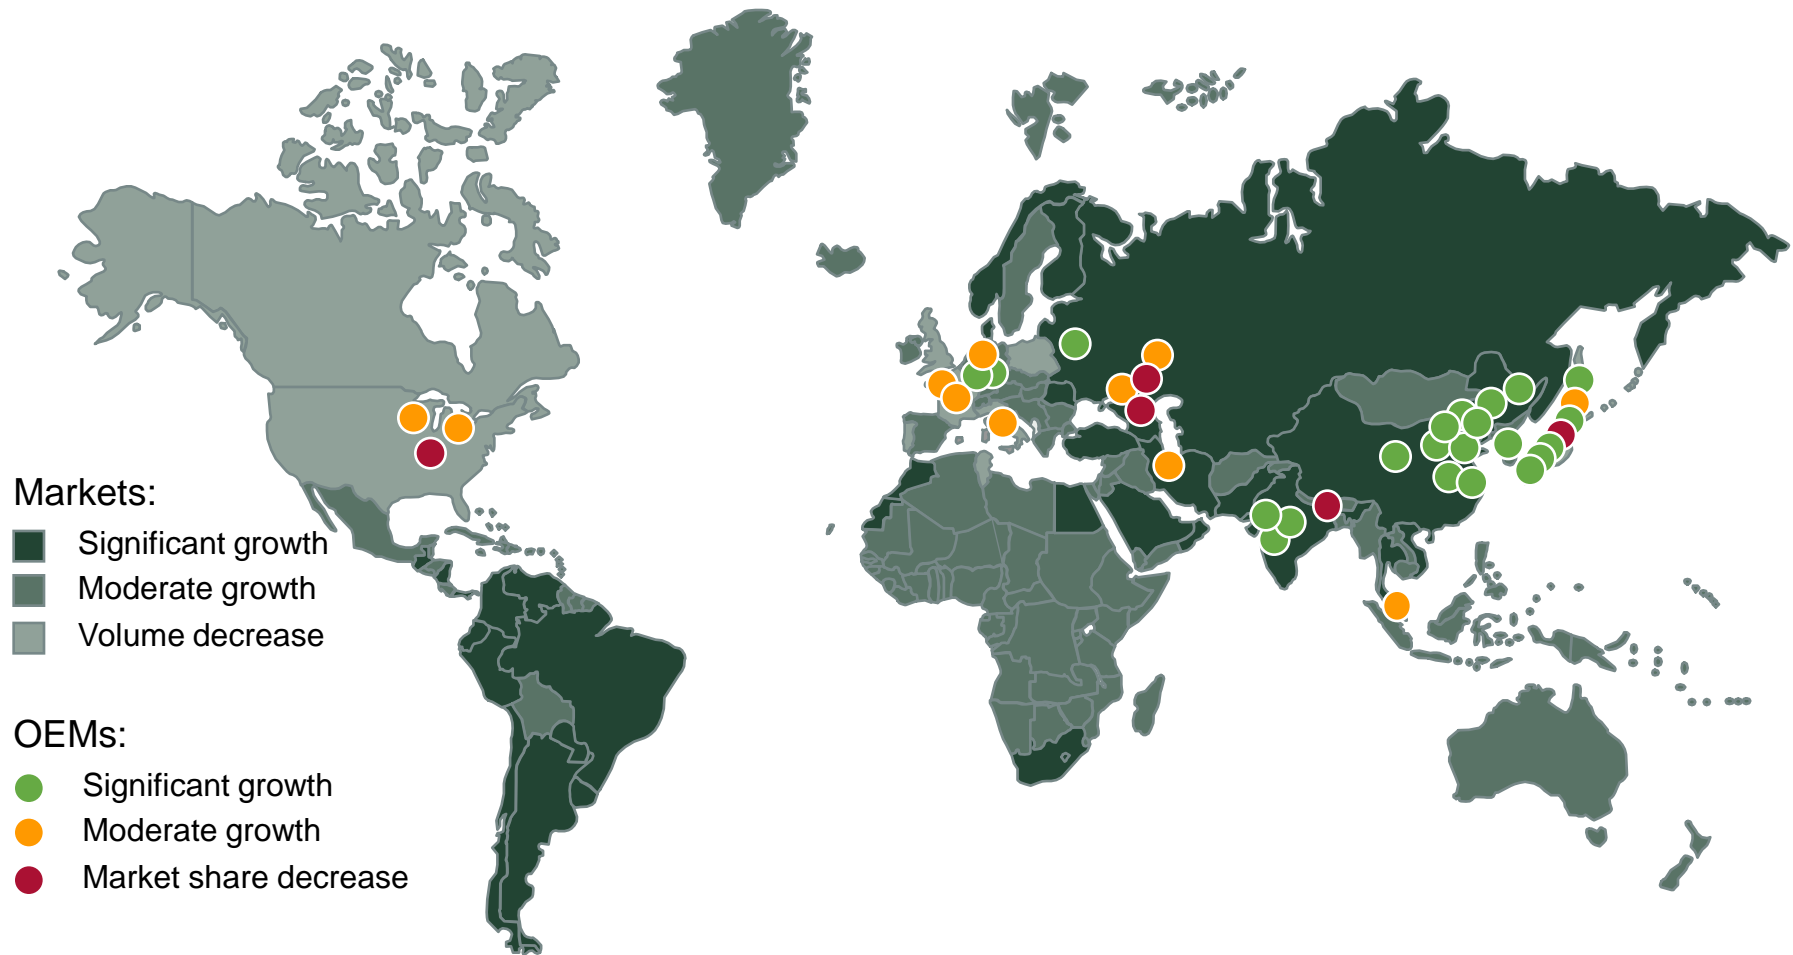 Markets:
Significant growth
Moderate growth
Volume decrease
OEMs:
Significant growth
Moderate growth
Market share decrease